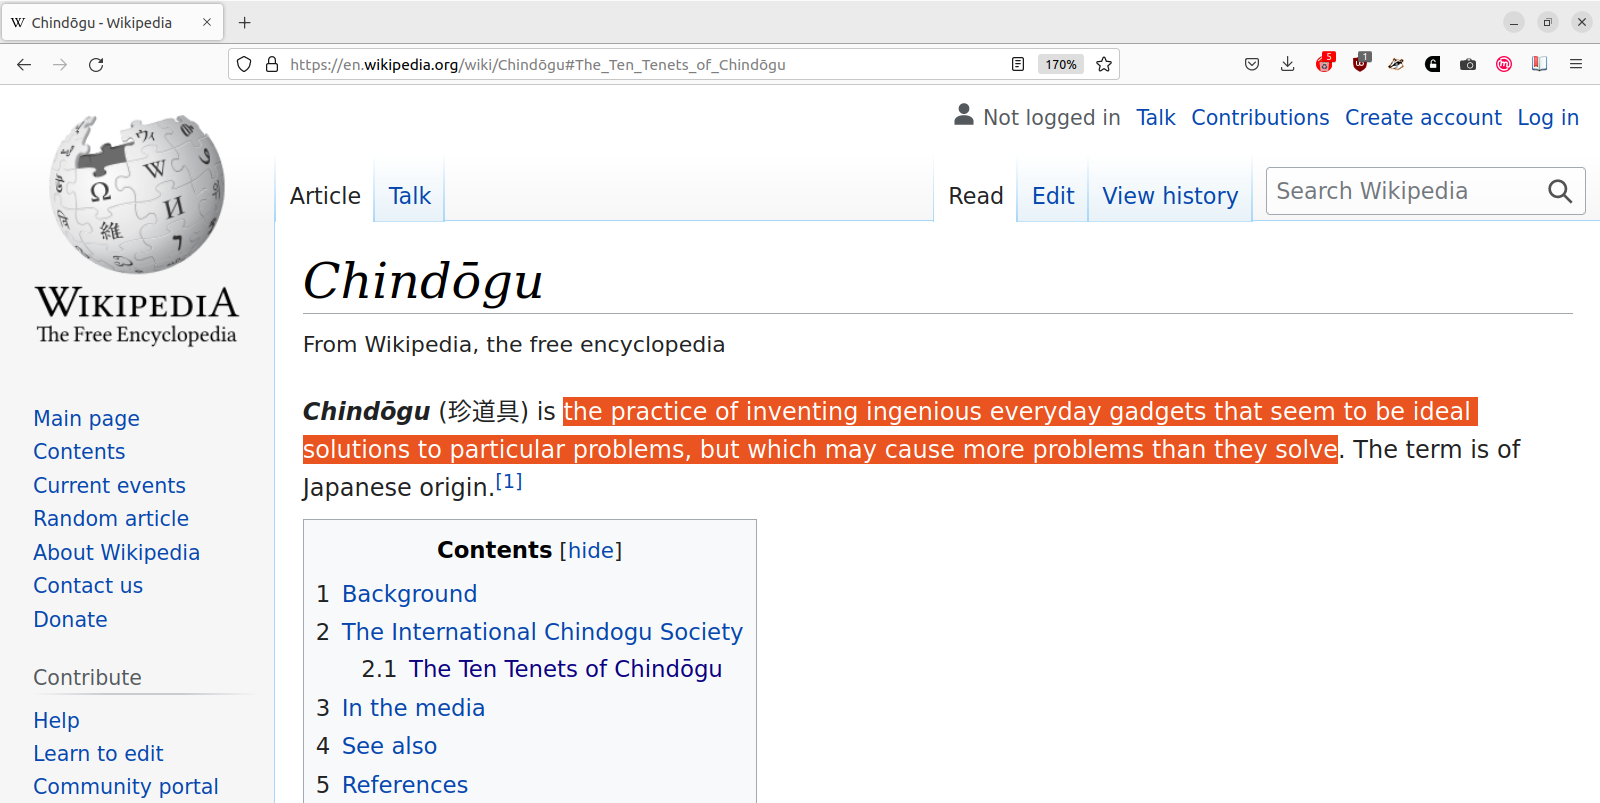 Chindōgu - Wikipedia
https://en.wikipedia.org/wiki/Chindōgu#The_Ten_Tenets_of_Chindōgu
170%
5
1
Not logged in Talk Contributions Create account Log in
Article Talk Read Edit View history Search Wikipedia
WIKIPEDIA
The Free Encyclopedia
Main page
Contents
Current events
Random article
About Wikipedia
Contact us
Donate
Contribute
Help
Learn to edit
Community portal
Chindōgu
From Wikipedia, the free encyclopedia
Chindōgu (珍道具) is the practice of inventing ingenious everyday gadgets that seem to be ideal
solutions to particular problems, but which may cause more problems than they solve. The term is of
Japanese origin.[1]
Contents [hide]
1 Background
2 The International Chindogu Society
2.1 The Ten Tenets of Chindōgu
3 In the media
4 See also
5 References